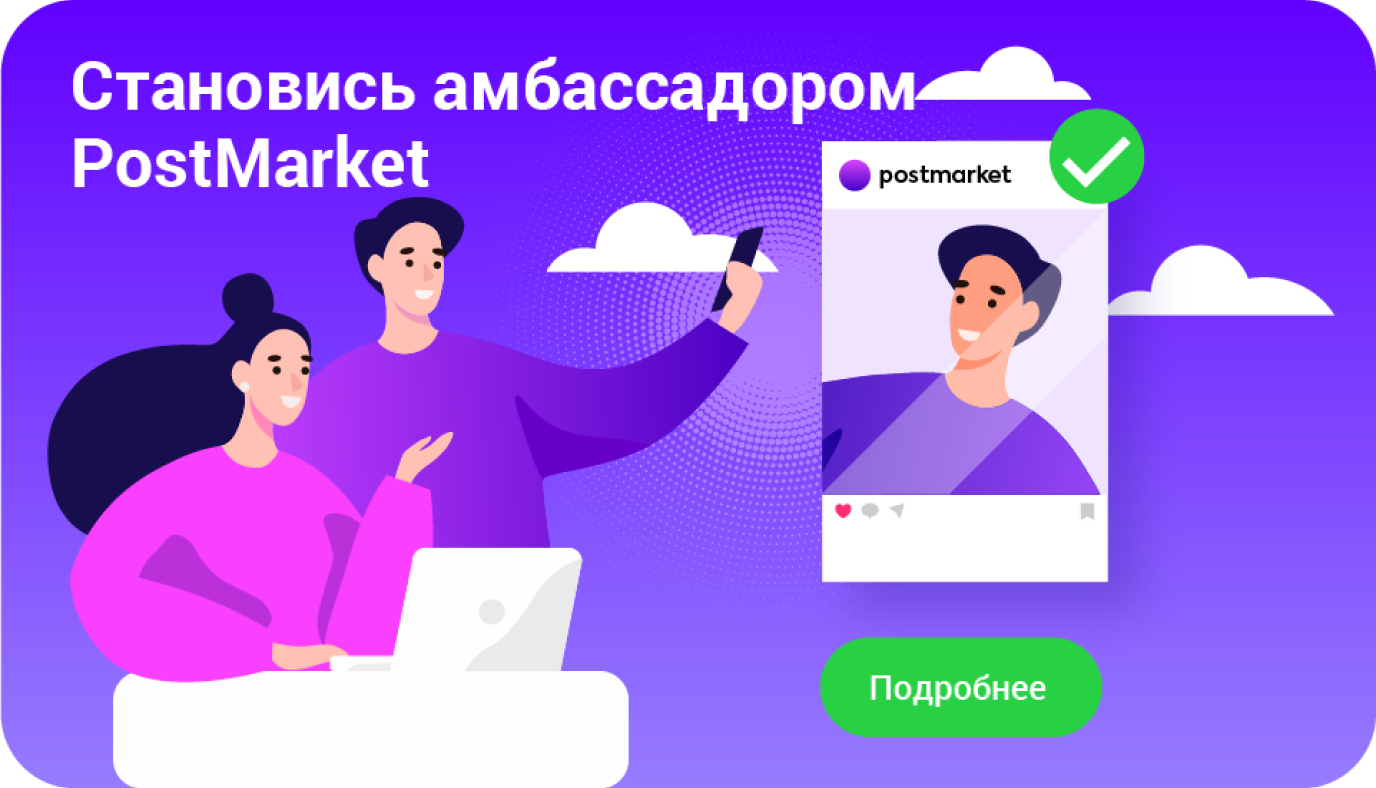 Становись амбассадором
PostMarket
postmarket
Подробнее